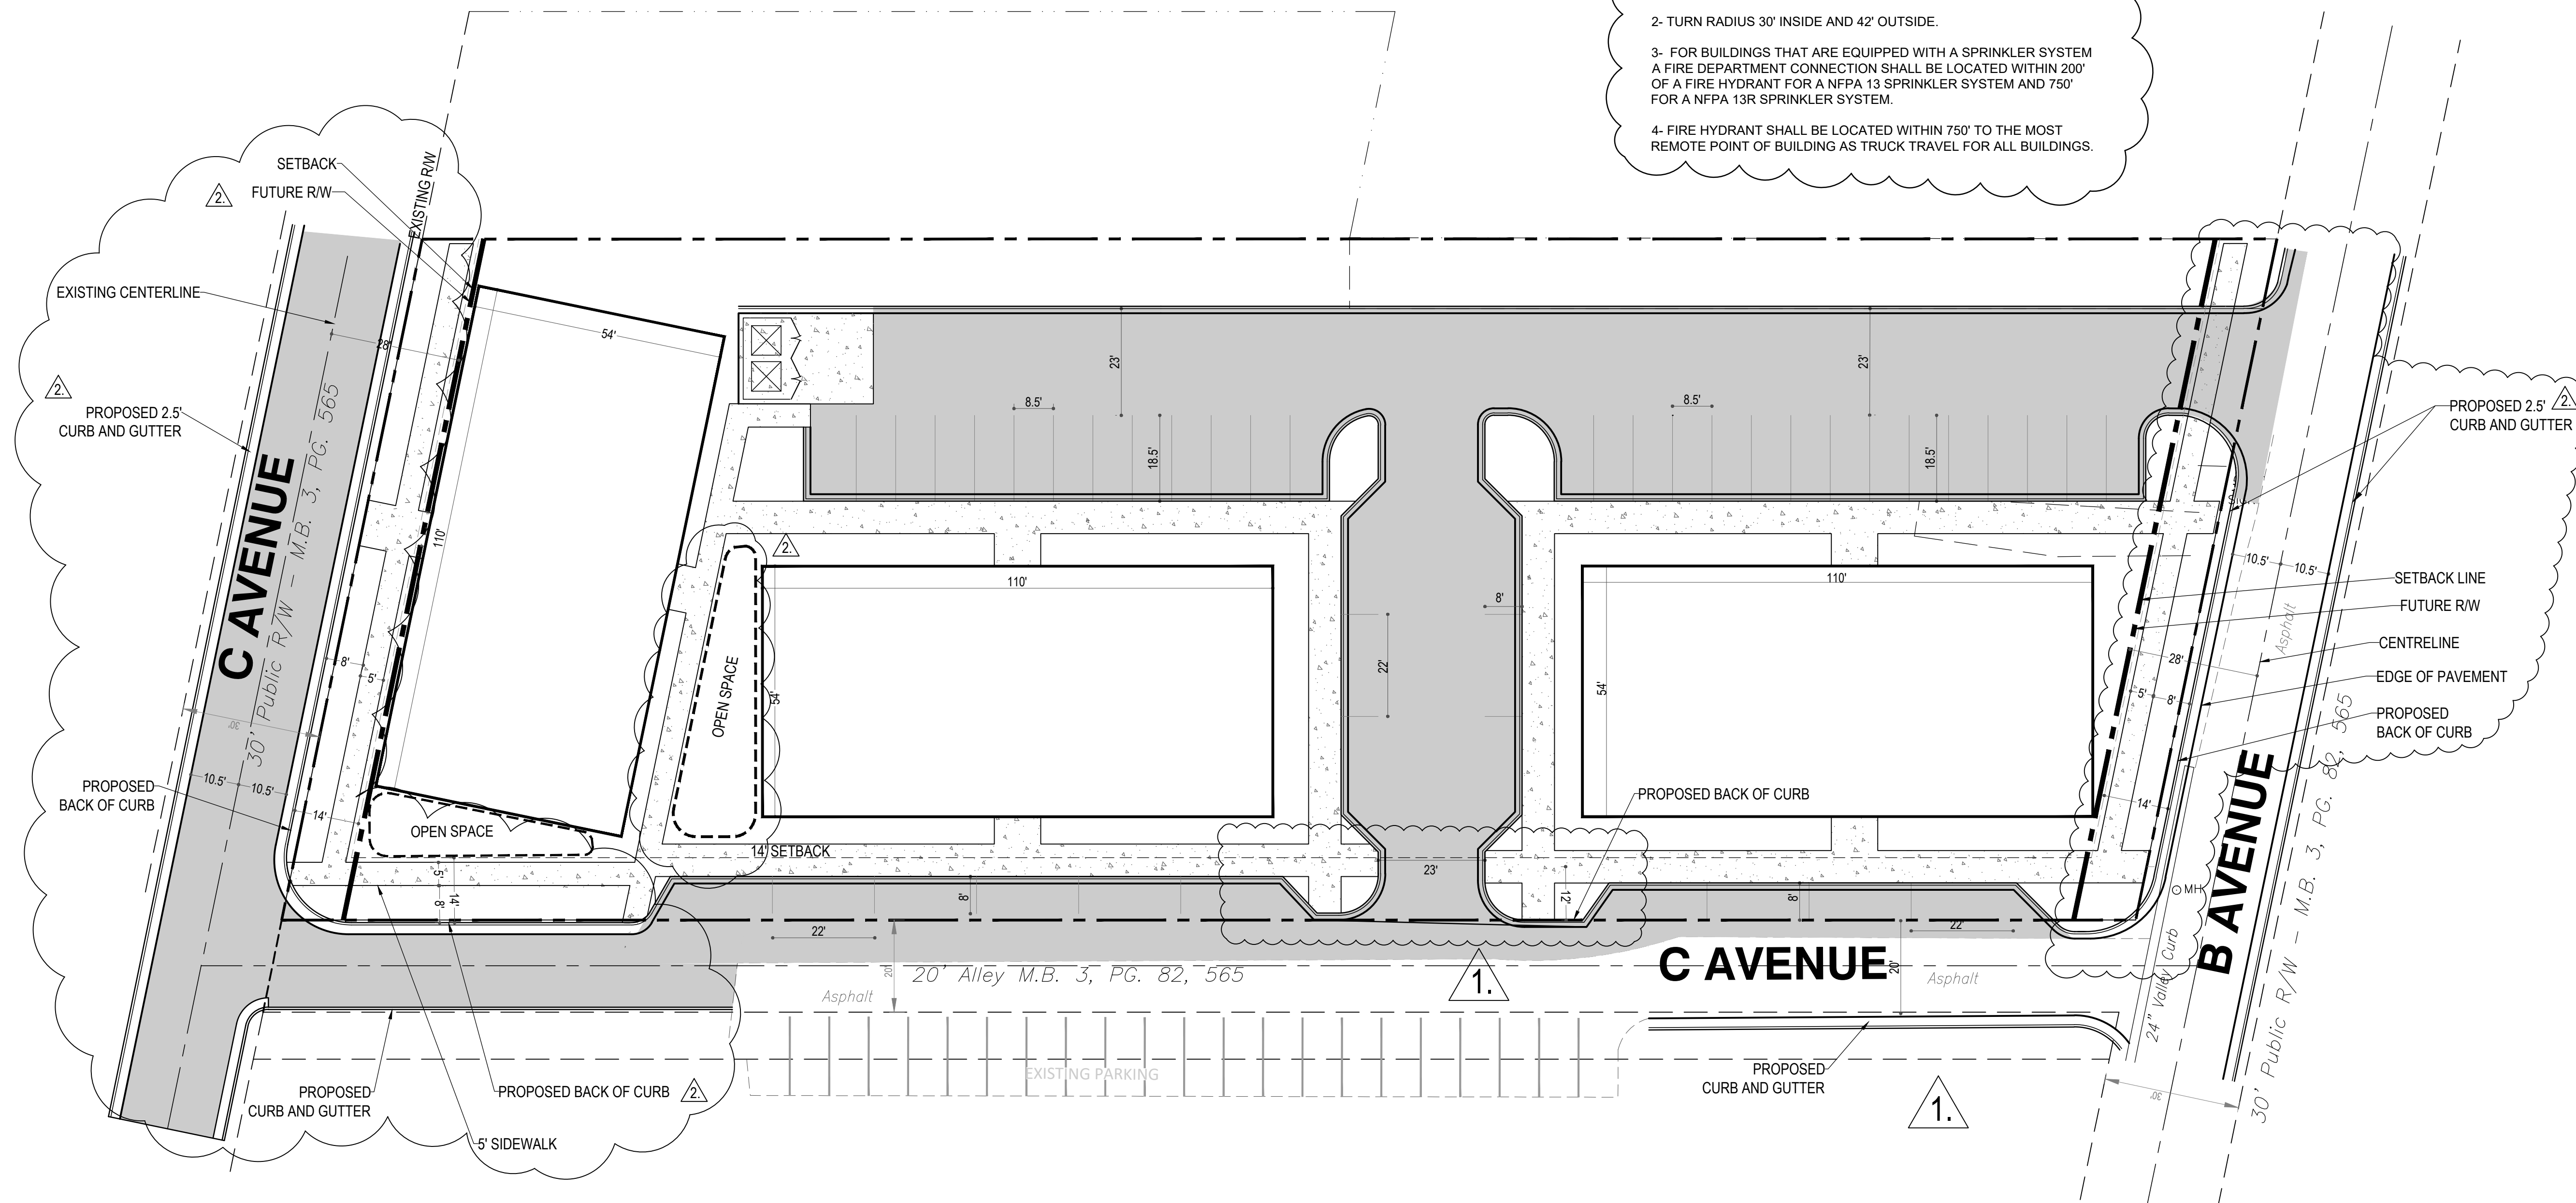 2- TURN RADIUS 30' INSIDE AND 42' OUTSIDE.
3- FOR BUILDINGS THAT ARE EQUIPPED WITH A SPRINKLER SYSTEM
A FIRE DEPARTMENT CONNECTION SHALL BE LOCATED WITHIN 200'
OF A FIRE HYDRANT FOR A NFPA 13 SPRINKLER SYSTEM AND 750'
FOR A NFPA 13R SPRINKLER SYSTEM.
4- FIRE HYDRANT SHALL BE LOCATED WITHIN 750' TO THE MOST
REMOTE POINT OF BUILDING AS TRUCK TRAVEL FOR ALL BUILDINGS.
SETBACK
2.
FUTURE R/W
EXISTING R/W
EXISTING CENTERLINE
28'
54'
2.
PROPOSED 2.5'
CURB AND GUTTER
C AVENUE
30' Public R/W - M.B. 3, PG. 565
110'
8'
5'
30'
10.5'
10.5'
14'
PROPOSED
BACK OF CURB
OPEN SPACE
5'
8'
14'
23'
23'
8.5'
8.5'
18.5'
18.5'
2.
OPEN SPACE
110'
54'
22'
8'
110'
54'
14' SETBACK
8'
22'
23'
12'
PROPOSED BACK OF CURB
8'
22'
PROPOSED 2.5'
CURB AND GUTTER
2.
10.5'
10.5'
SETBACK LINE
FUTURE R/W
CENTRELINE
EDGE OF PAVEMENT
PROPOSED
BACK OF CURB
Asphalt
28'
5'
8'
14'
MH
B AVENUE
30' Public R/W - M.B. 3, PG. 82, 565
24" Valley Curb
30'
20' Alley M.B. 3, PG. 82, 565
20'
Asphalt
1.
C AVENUE
20'
Asphalt
EXISTING PARKING
PROPOSED
CURB AND GUTTER
1.
PROPOSED
CURB AND GUTTER
PROPOSED BACK OF CURB
2.
5' SIDEWALK